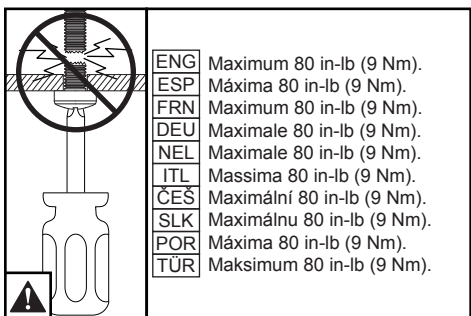 ENG Maximum 80 in-lb (9 Nm).
ESP Máxima 80 in-lb (9 Nm).
FRN Maximum 80 in-lb (9 Nm).
DEU Maximale 80 in-lb (9 Nm).
NEL Maximale 80 in-lb (9 Nm).
ITL Massima 80 in-lb (9 Nm).
ČEŠ Maximální 80 in-lb (9 Nm).
SLK Maximálnu 80 in-lb (9 Nm).
POR Máxima 80 in-lb (9 Nm).
TÜR Maksimum 80 in-lb (9 Nm).